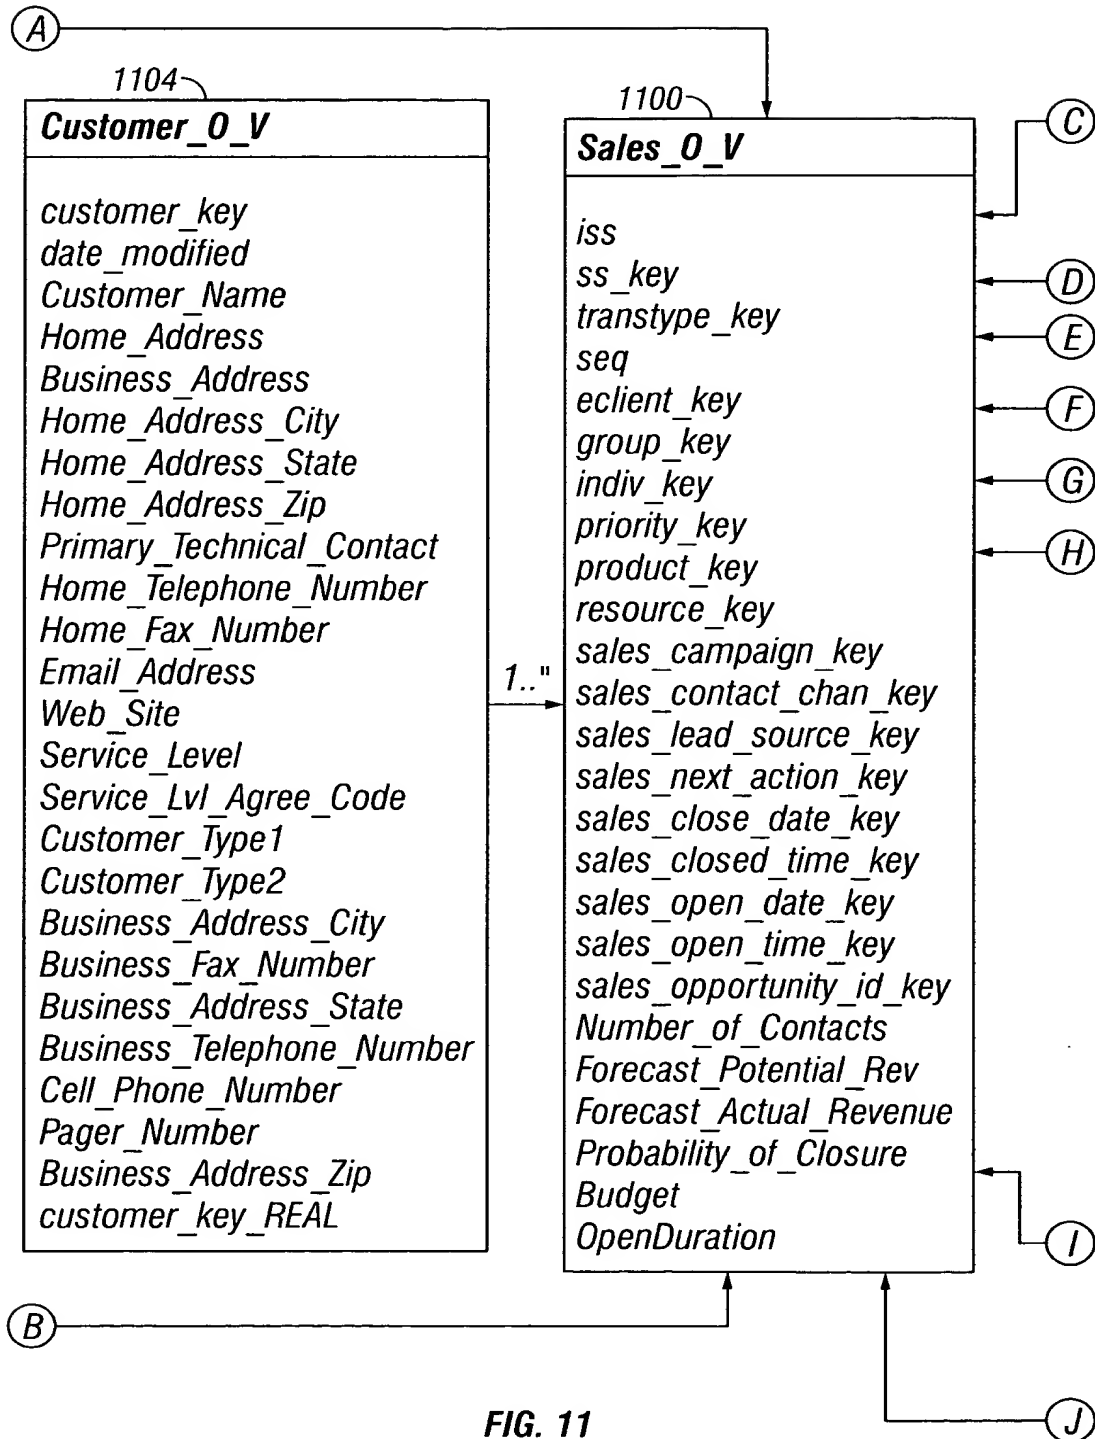 A
1104
Customer_O_V
customer_key
date_modified
Customer_Name
Home_Address
Business_Address
Home_Address_City
Home_Address_State
Home_Address_Zip
Primary_Technical_Contact
Home_Telephone_Number
Home_Fax_Number
Email_Address
Web_Site
Service_Level
Service_Lvl_Agree_Code
Customer_Type1
Customer_Type2
Business_Address_City
Business_Fax_Number
Business_Address_State
Business_Telephone_Number
Cell_Phone_Number
Pager_Number
Business_Address_Zip
customer_key_REAL
1.."
1100
Sales_O_V
iss
ss_key
transtype_key
seq
eclient_key
group_key
indiv_key
priority_key
product_key
resource_key
sales_campaign_key
sales_contact_chan_key
sales_lead_source_key
sales_next_action_key
sales_close_date_key
sales_closed_time_key
sales_open_date_key
sales_open_time_key
sales_opportunity_id_key
Number_of_Contacts
Forecast_Potential_Rev
Forecast_Actual_Revenue
Probability_of_Closure
Budget
OpenDuration
C
D
E
F
G
H
I
B
J
FIG. 11